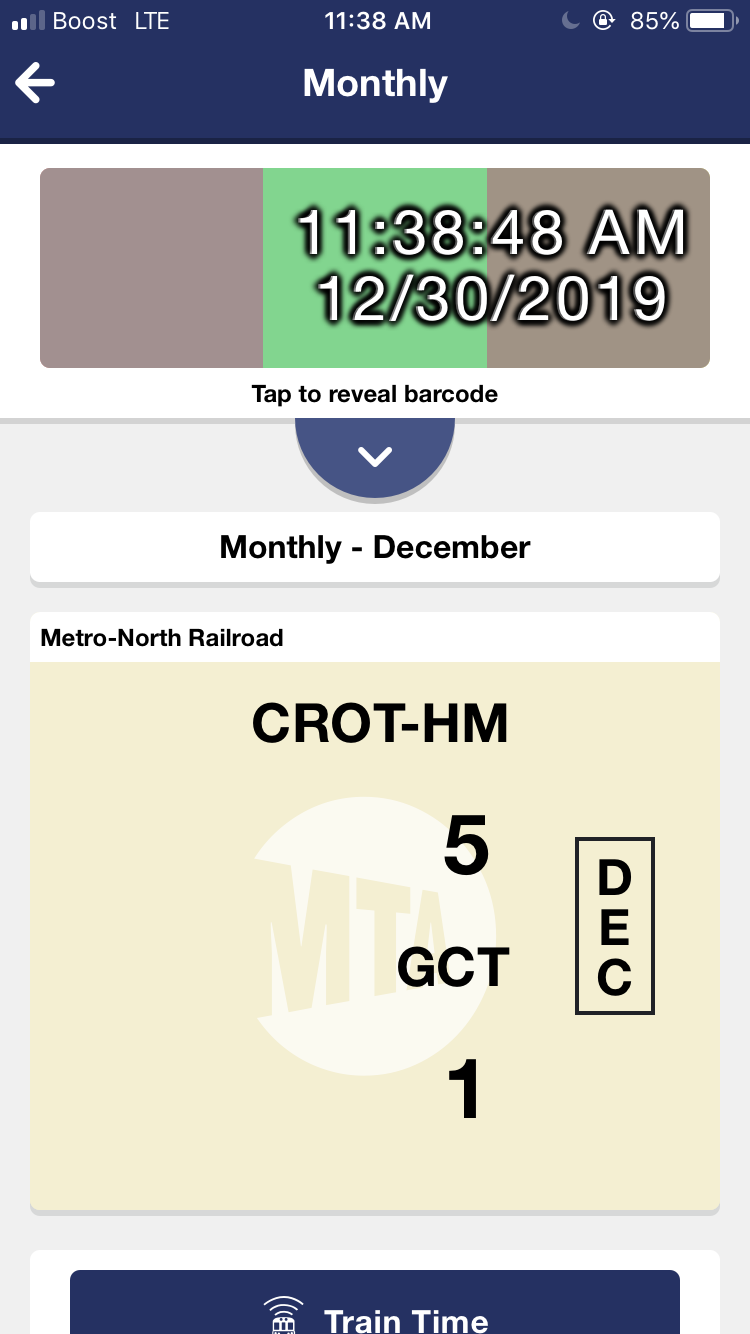 Boost LTE 11:38 AM 85%
Monthly
11:38:48 AM
12/30/2019
Tap to reveal barcode
Monthly - December
Metro-North Railroad
CROT-HM
5
MTA
GCT
1
D
E
C
Train Time